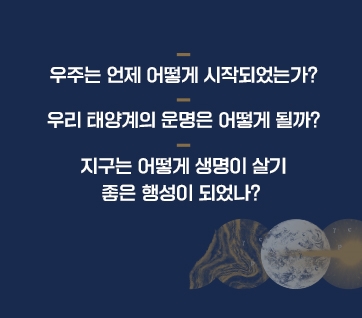 우주는 언제 어떻게 시작되었는가?
우리 태양계의 운명은 어떻게 될까?
지구는 어떻게 생명이 살기
좋은 행성이 되었나?